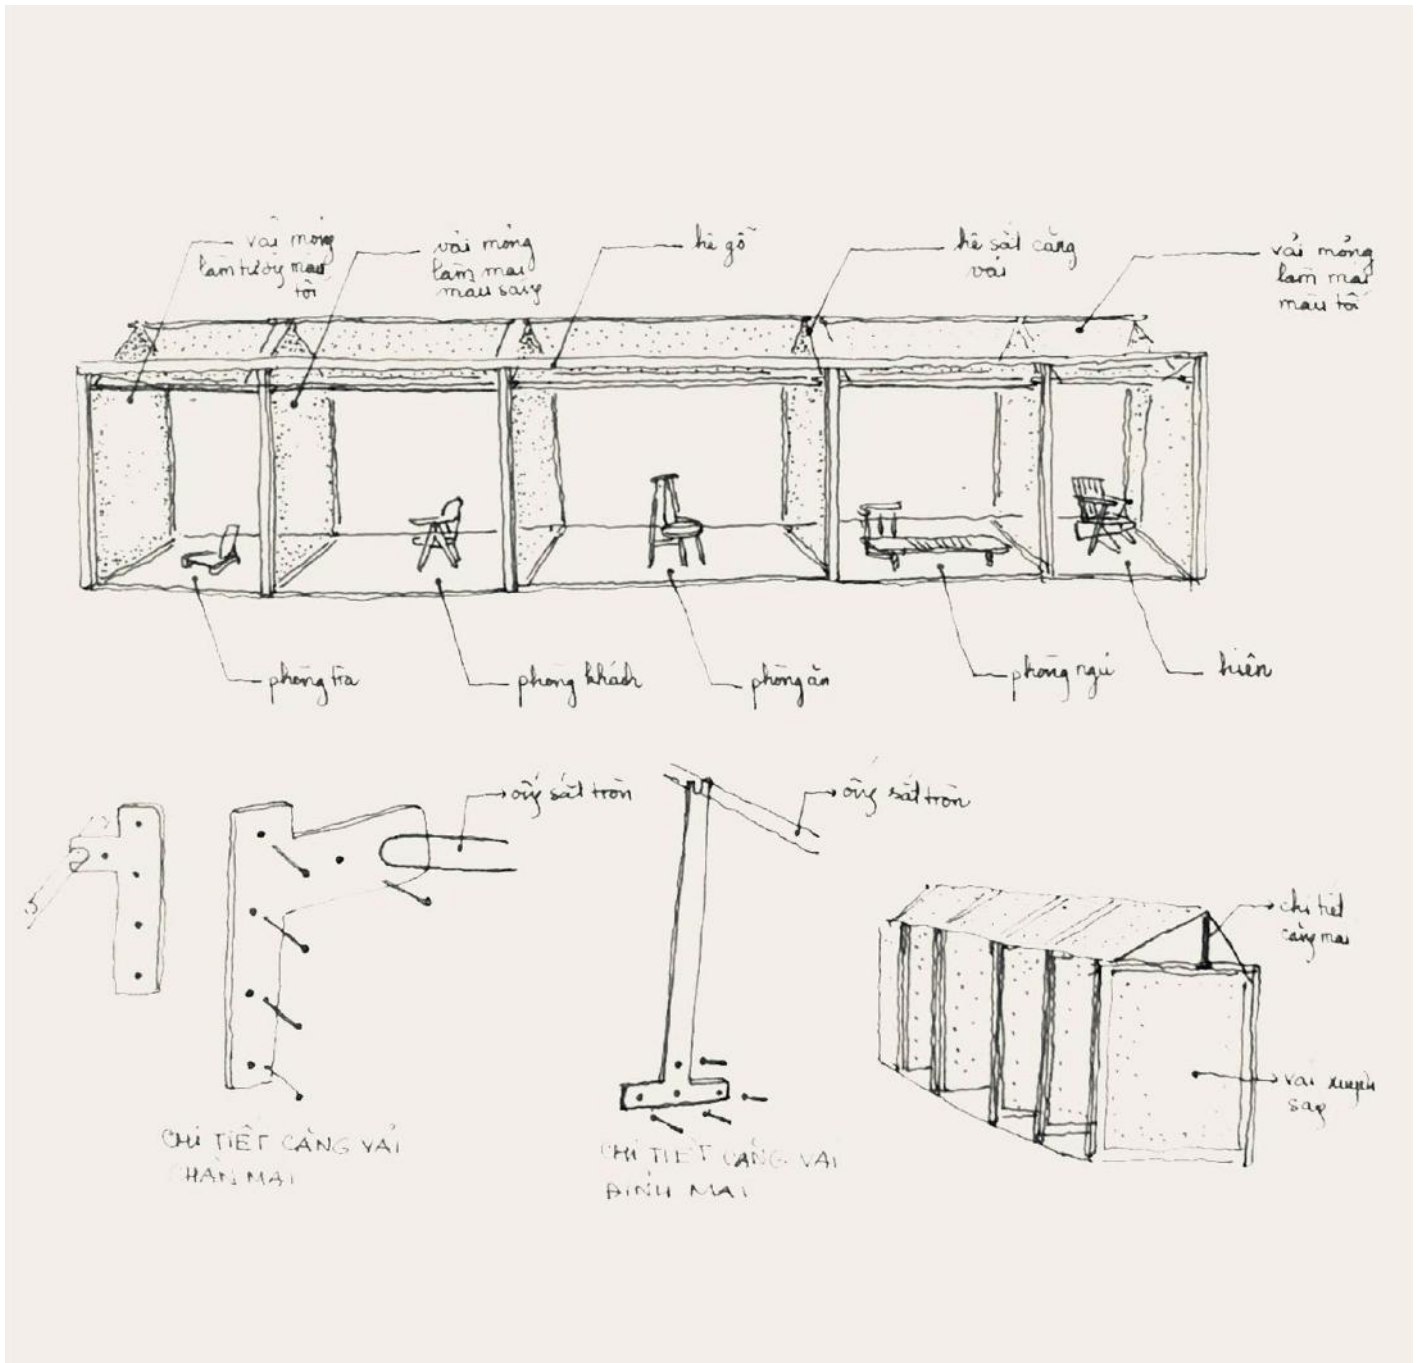 vải mỏng
làm tường màu
tối
vải mỏng
làm mái
màu sáng
hệ gỗ
hệ sắt căng
vải
vải mỏng
làm mái
màu tối
phòng trà
phòng khách
phòng ăn
phòng ngủ
hiên
ống sắt tròn
ống sắt tròn
chi tiết
căng mái
vải xuyên
sáng
CHI TIẾT CĂNG VẢI
CHÂN MÁI
CHI TIẾT CĂNG VẢI
ĐỈNH MÁI